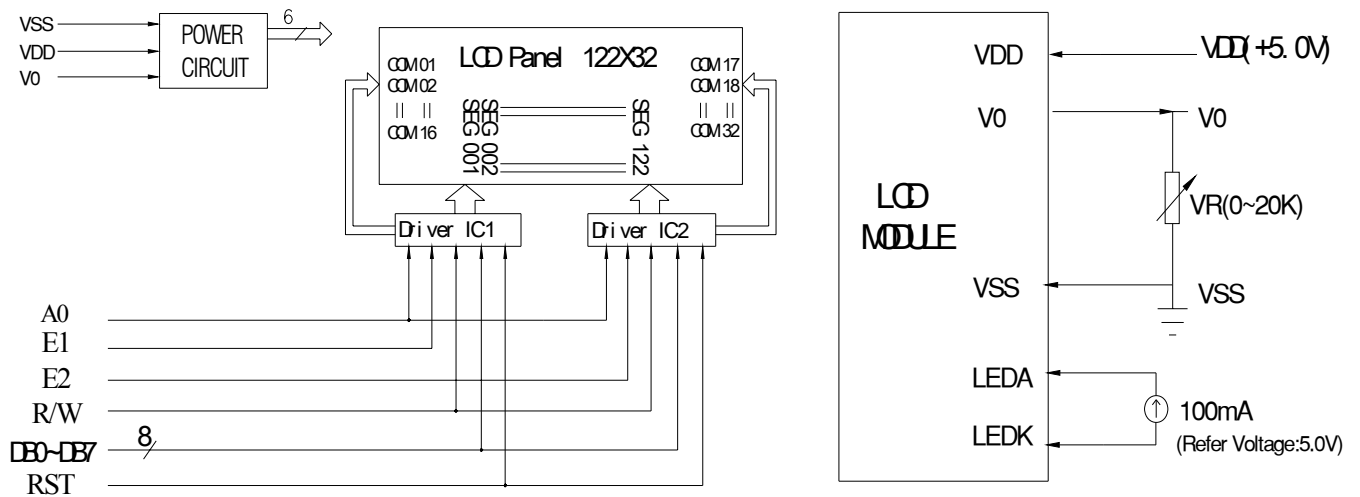 VSS
VDD
V0
POWER
CIRCUIT
6
LCD Panel 122X32
COM01
COM02
COM16
COM17
COM18
COM32
SEG 001
SEG 002
SEG 122
Driver IC1
Driver IC2
A0
E1
E2
R/W
DB0~DB7
8
RST
LCD
MODULE
VDD
VDD(+5.0V)
V0
V0
VR(0~20K)
VSS
VSS
LEDA
LEDK
100mA
(Refer Voltage:5.0V)